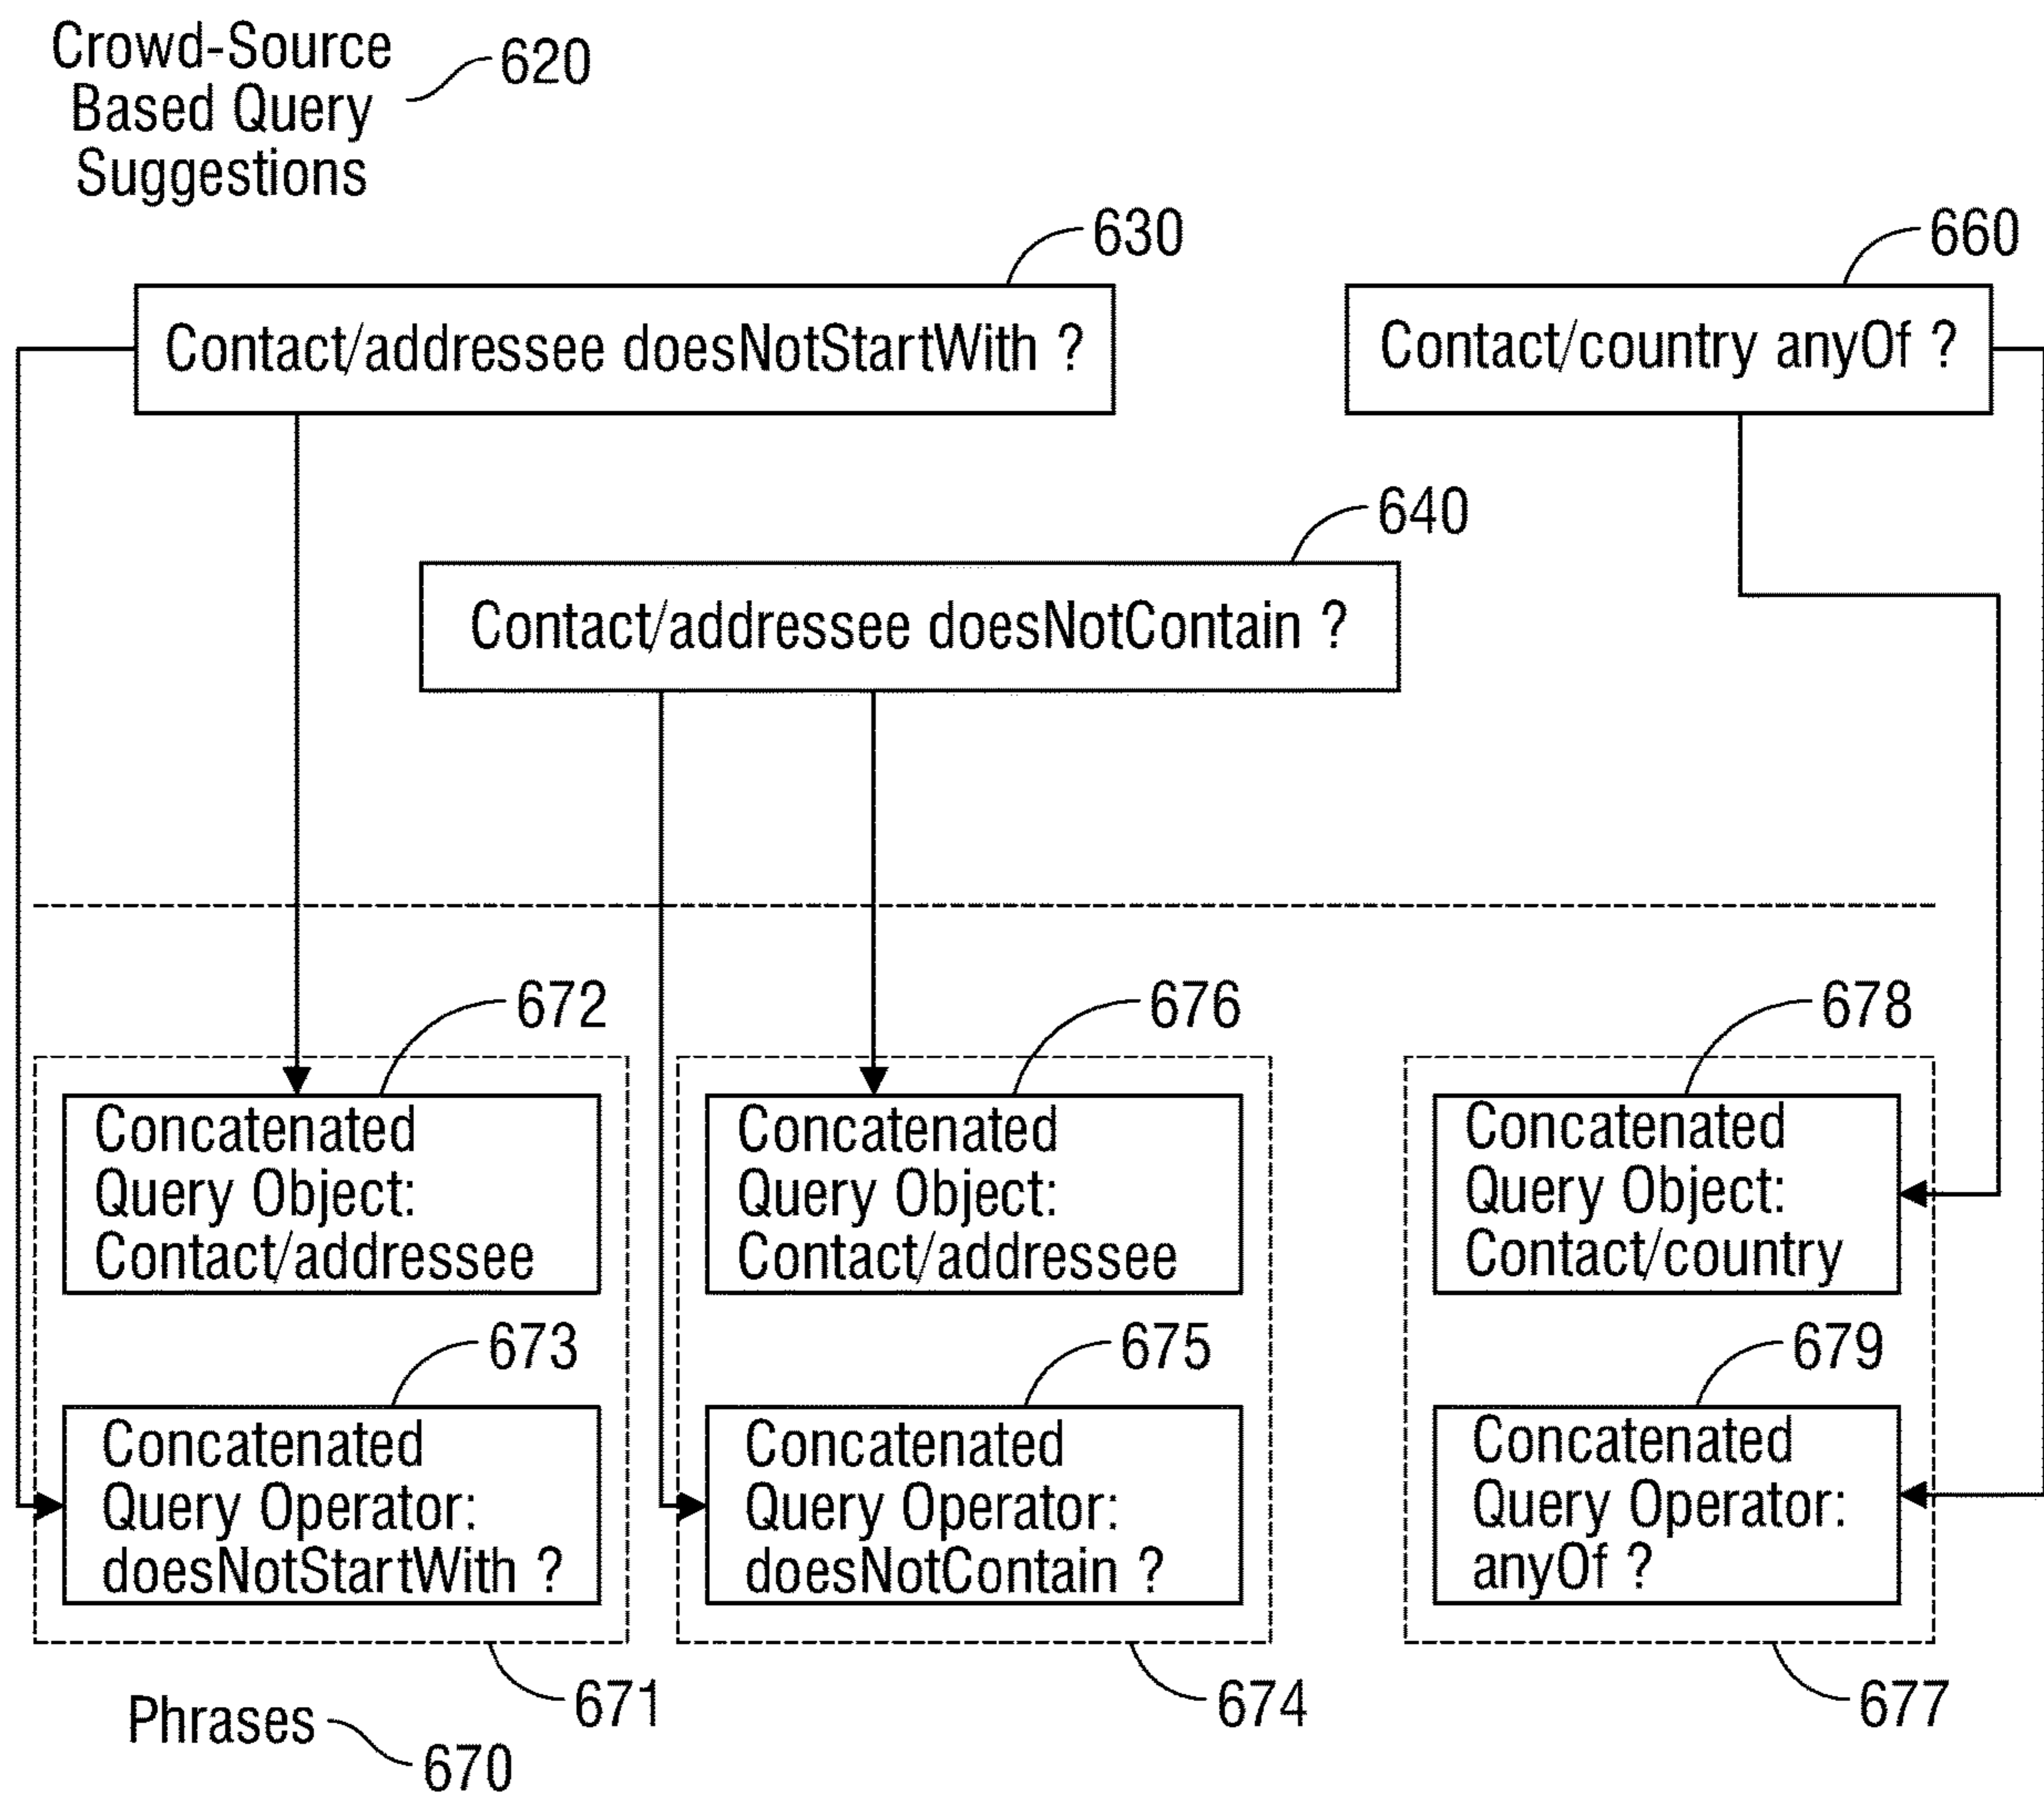 Crowd-Source
Based Query
Suggestions
620
630
660
Contact/addressee doesNotStartWith ?
Contact/country anyOf ?
640
Contact/addressee doesNotContain ?
672
676
678
Concatenated
Query Object:
Contact/addressee
Concatenated
Query Object:
Contact/addressee
Concatenated
Query Object:
Contact/country
673
675
679
Concatenated
Query Operator:
doesNotStartWith ?
Concatenated
Query Operator:
doesNotContain ?
Concatenated
Query Operator:
anyOf ?
671
674
677
Phrases
670